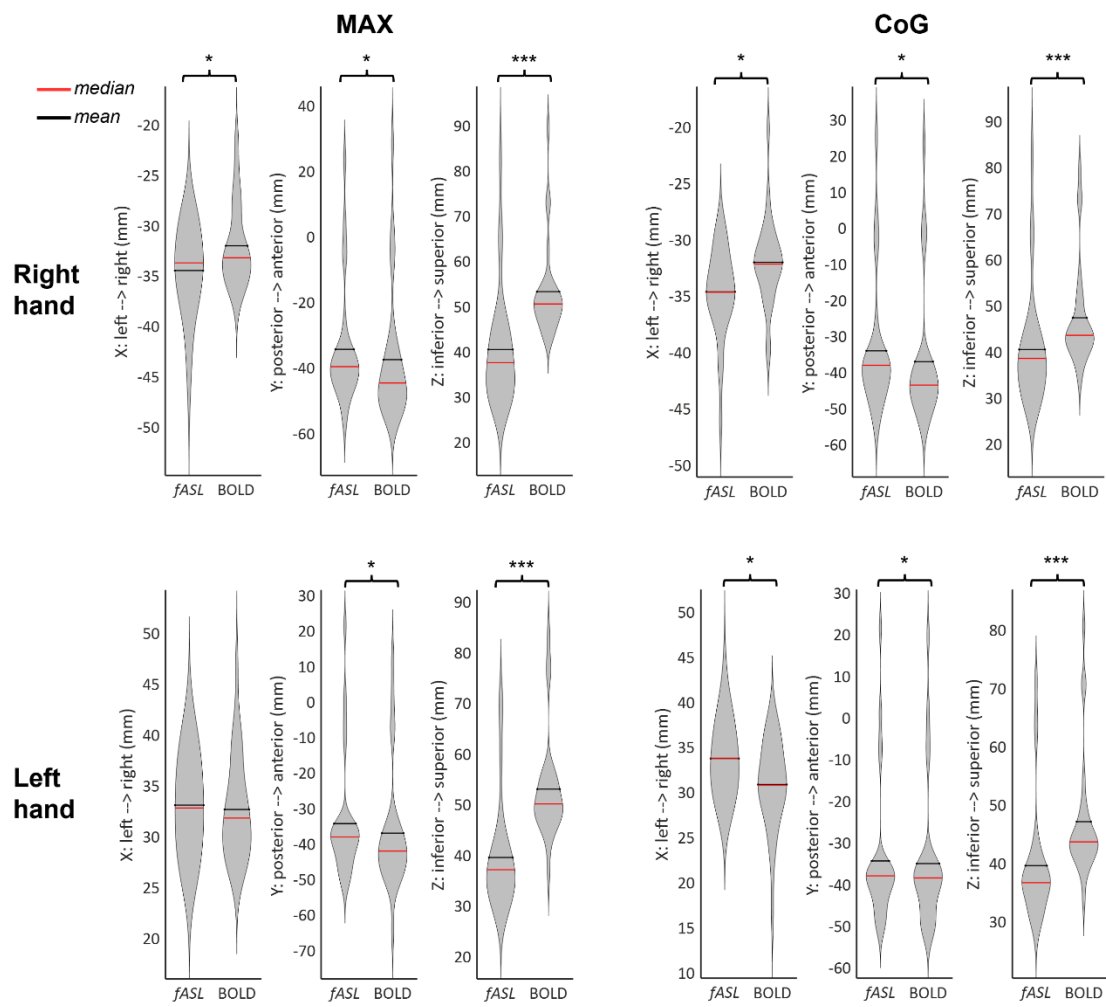 MAX
CoG
* * ***
* * ***
median
mean
Right hand
X: left --> right (mm)
-20
-25
-30
-35
-40
-45
-50
fASL BOLD
Y: posterior --> anterior (mm)
40
20
0
-20
-40
-60
fASL BOLD
Z: inferior --> superior (mm)
90
80
70
60
50
40
30
20
fASL BOLD
X: left --> right (mm)
-20
-25
-30
-35
-40
-45
-50
fASL BOLD
Y: posterior --> anterior (mm)
30
20
10
0
-10
-20
-30
-40
-50
-60
fASL BOLD
Z: inferior --> superior (mm)
90
80
70
60
50
40
30
20
fASL BOLD
Left hand
* ***
* * ***
X: left --> right (mm)
50
45
40
35
30
25
20
fASL BOLD
Y: posterior --> anterior (mm)
30
20
10
0
-10
-20
-30
-40
-50
-60
-70
fASL BOLD
Z: inferior --> superior (mm)
90
80
70
60
50
40
30
20
fASL BOLD
X: left --> right (mm)
50
45
40
35
30
25
20
15
10
fASL BOLD
Y: posterior --> anterior (mm)
30
20
10
0
-10
-20
-30
-40
-50
-60
fASL BOLD
Z: inferior --> superior (mm)
80
70
60
50
40
30
fASL BOLD